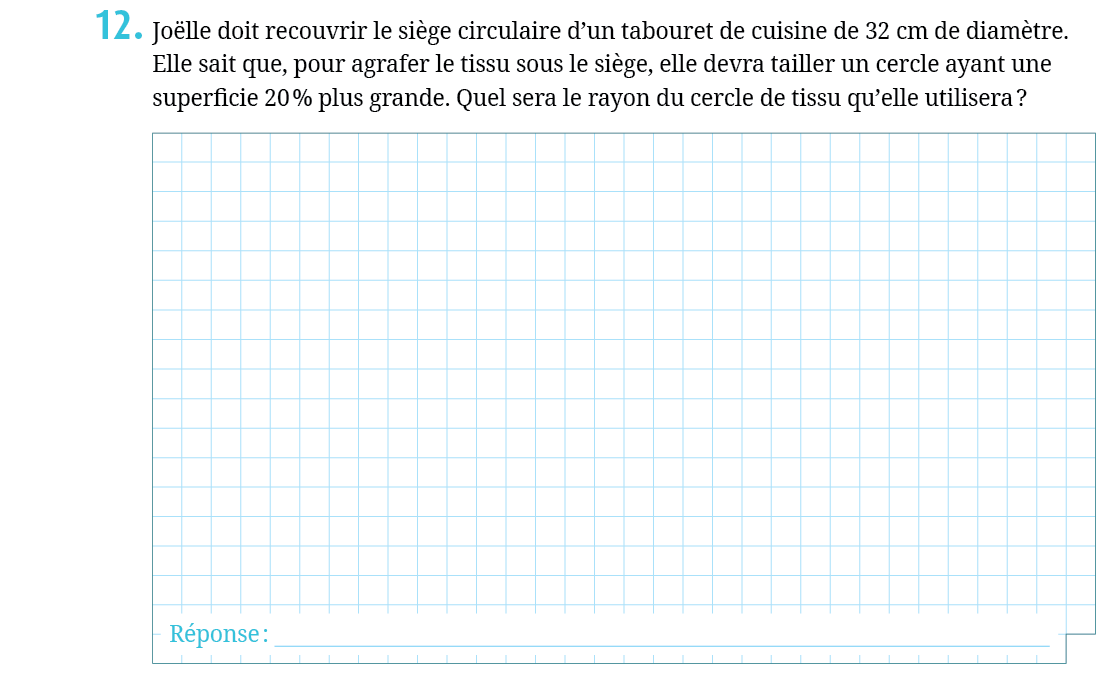 12. Joëlle doit recouvrir le siège circulaire d’un tabouret de cuisine de 32 cm de diamètre.
Elle sait que, pour agrafer le tissu sous le siège, elle devra tailler un cercle ayant une
superficie 20 % plus grande. Quel sera le rayon du cercle de tissu qu’elle utilisera ?
Réponse :